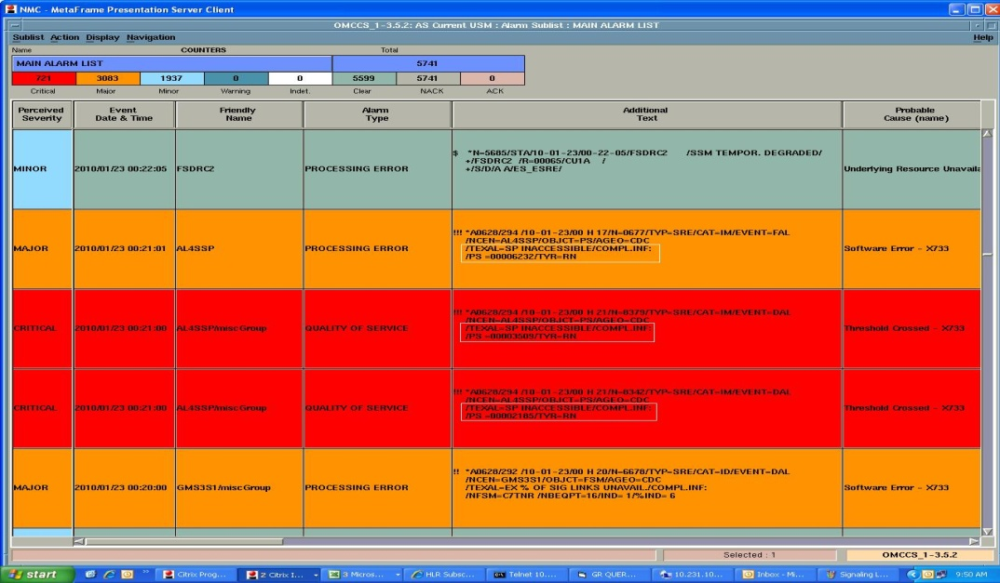 NMC - MetaFrame Presentation Server Client
OMCCS_1-3.5.2: AS Current USM : Alarm Sublist : MAIN ALARM LIST
Sublist Action Display Navigation Help
Name COUNTERS Total
MAIN ALARM LIST 5741
721 3083 1937 0 0 5599 5741 0
Critical Major Minor Warning Indet. Clear NACK ACK
Perceived Severity Event Date & Time Friendly Name Alarm Type Additional Text Probable Cause (name)
$ *N=5685/STA/10-01-23/00-22-05/FSDRC2 /SSM TEMPOR. DEGRADED/
+/FSDRC2 /R=00065/CU1A /
MINOR 2010/01/23 00:22:05 FSDRC2 PROCESSING ERROR +/S/D/A A/ES_ESRE/ Underlying Resource Unavaila
!!! *A0628/294 /10-01-23/00 H 17/N=0677/TYP=SRE/CAT=IM/EVENT=FAL
/NCEN=AL4SSP/OBJCT=PS/AGEO=CDC
MAJOR 2010/01/23 00:21:01 AL4SSP PROCESSING ERROR /TEXAL=SP INACCESSIBLE/COMPL.INF: Software Error - X733
/PS =00006232/TYR=RN
!!! *A0628/294 /10-01-23/00 H 21/N=8379/TYP=SRE/CAT=IM/EVENT=DAL
/NCEN=AL4SSP/OBJCT=PS/AGEO=CDC
CRITICAL 2010/01/23 00:21:00 AL4SSP/miscGroup QUALITY OF SERVICE /TEXAL=SP INACCESSIBLE/COMPL.INF: Threshold Crossed - X733
/PS =00003509/TYR=RN
!!! *A0628/294 /10-01-23/00 H 21/N=8342/TYP=SRE/CAT=IM/EVENT=DAL
/NCEN=AL4SSP/OBJCT=PS/AGEO=CDC
CRITICAL 2010/01/23 00:21:00 AL4SSP/miscGroup QUALITY OF SERVICE /TEXAL=SP INACCESSIBLE/COMPL.INF: Threshold Crossed - X733
/PS =00002185/TYR=RN
!! *A0628/292 /10-01-23/00 H 20/N=6678/TYP=SRE/CAT=ID/EVENT=DAL
/NCEN=GMS3S1/OBJCT=FSM/AGEO=CDC
MAJOR 2010/01/23 00:20:00 GMS3S1/miscGroup PROCESSING ERROR /TEXAL=EX % OF SIG LINKS UNAVAIL./COMPL.INF: Software Error - X733
/NFSM=C7TNR /NBEQPT=16/IND= 1/%IND= 6
Selected : 1 OMCCS_1-3.5.2
start Citrix Prog... 2 Citrix I... 3 Micros... HLR Subsc... Telnet 10.... GR QUER... 10.231.10... Inbox - Mi... Signaling L... 9:50 AM